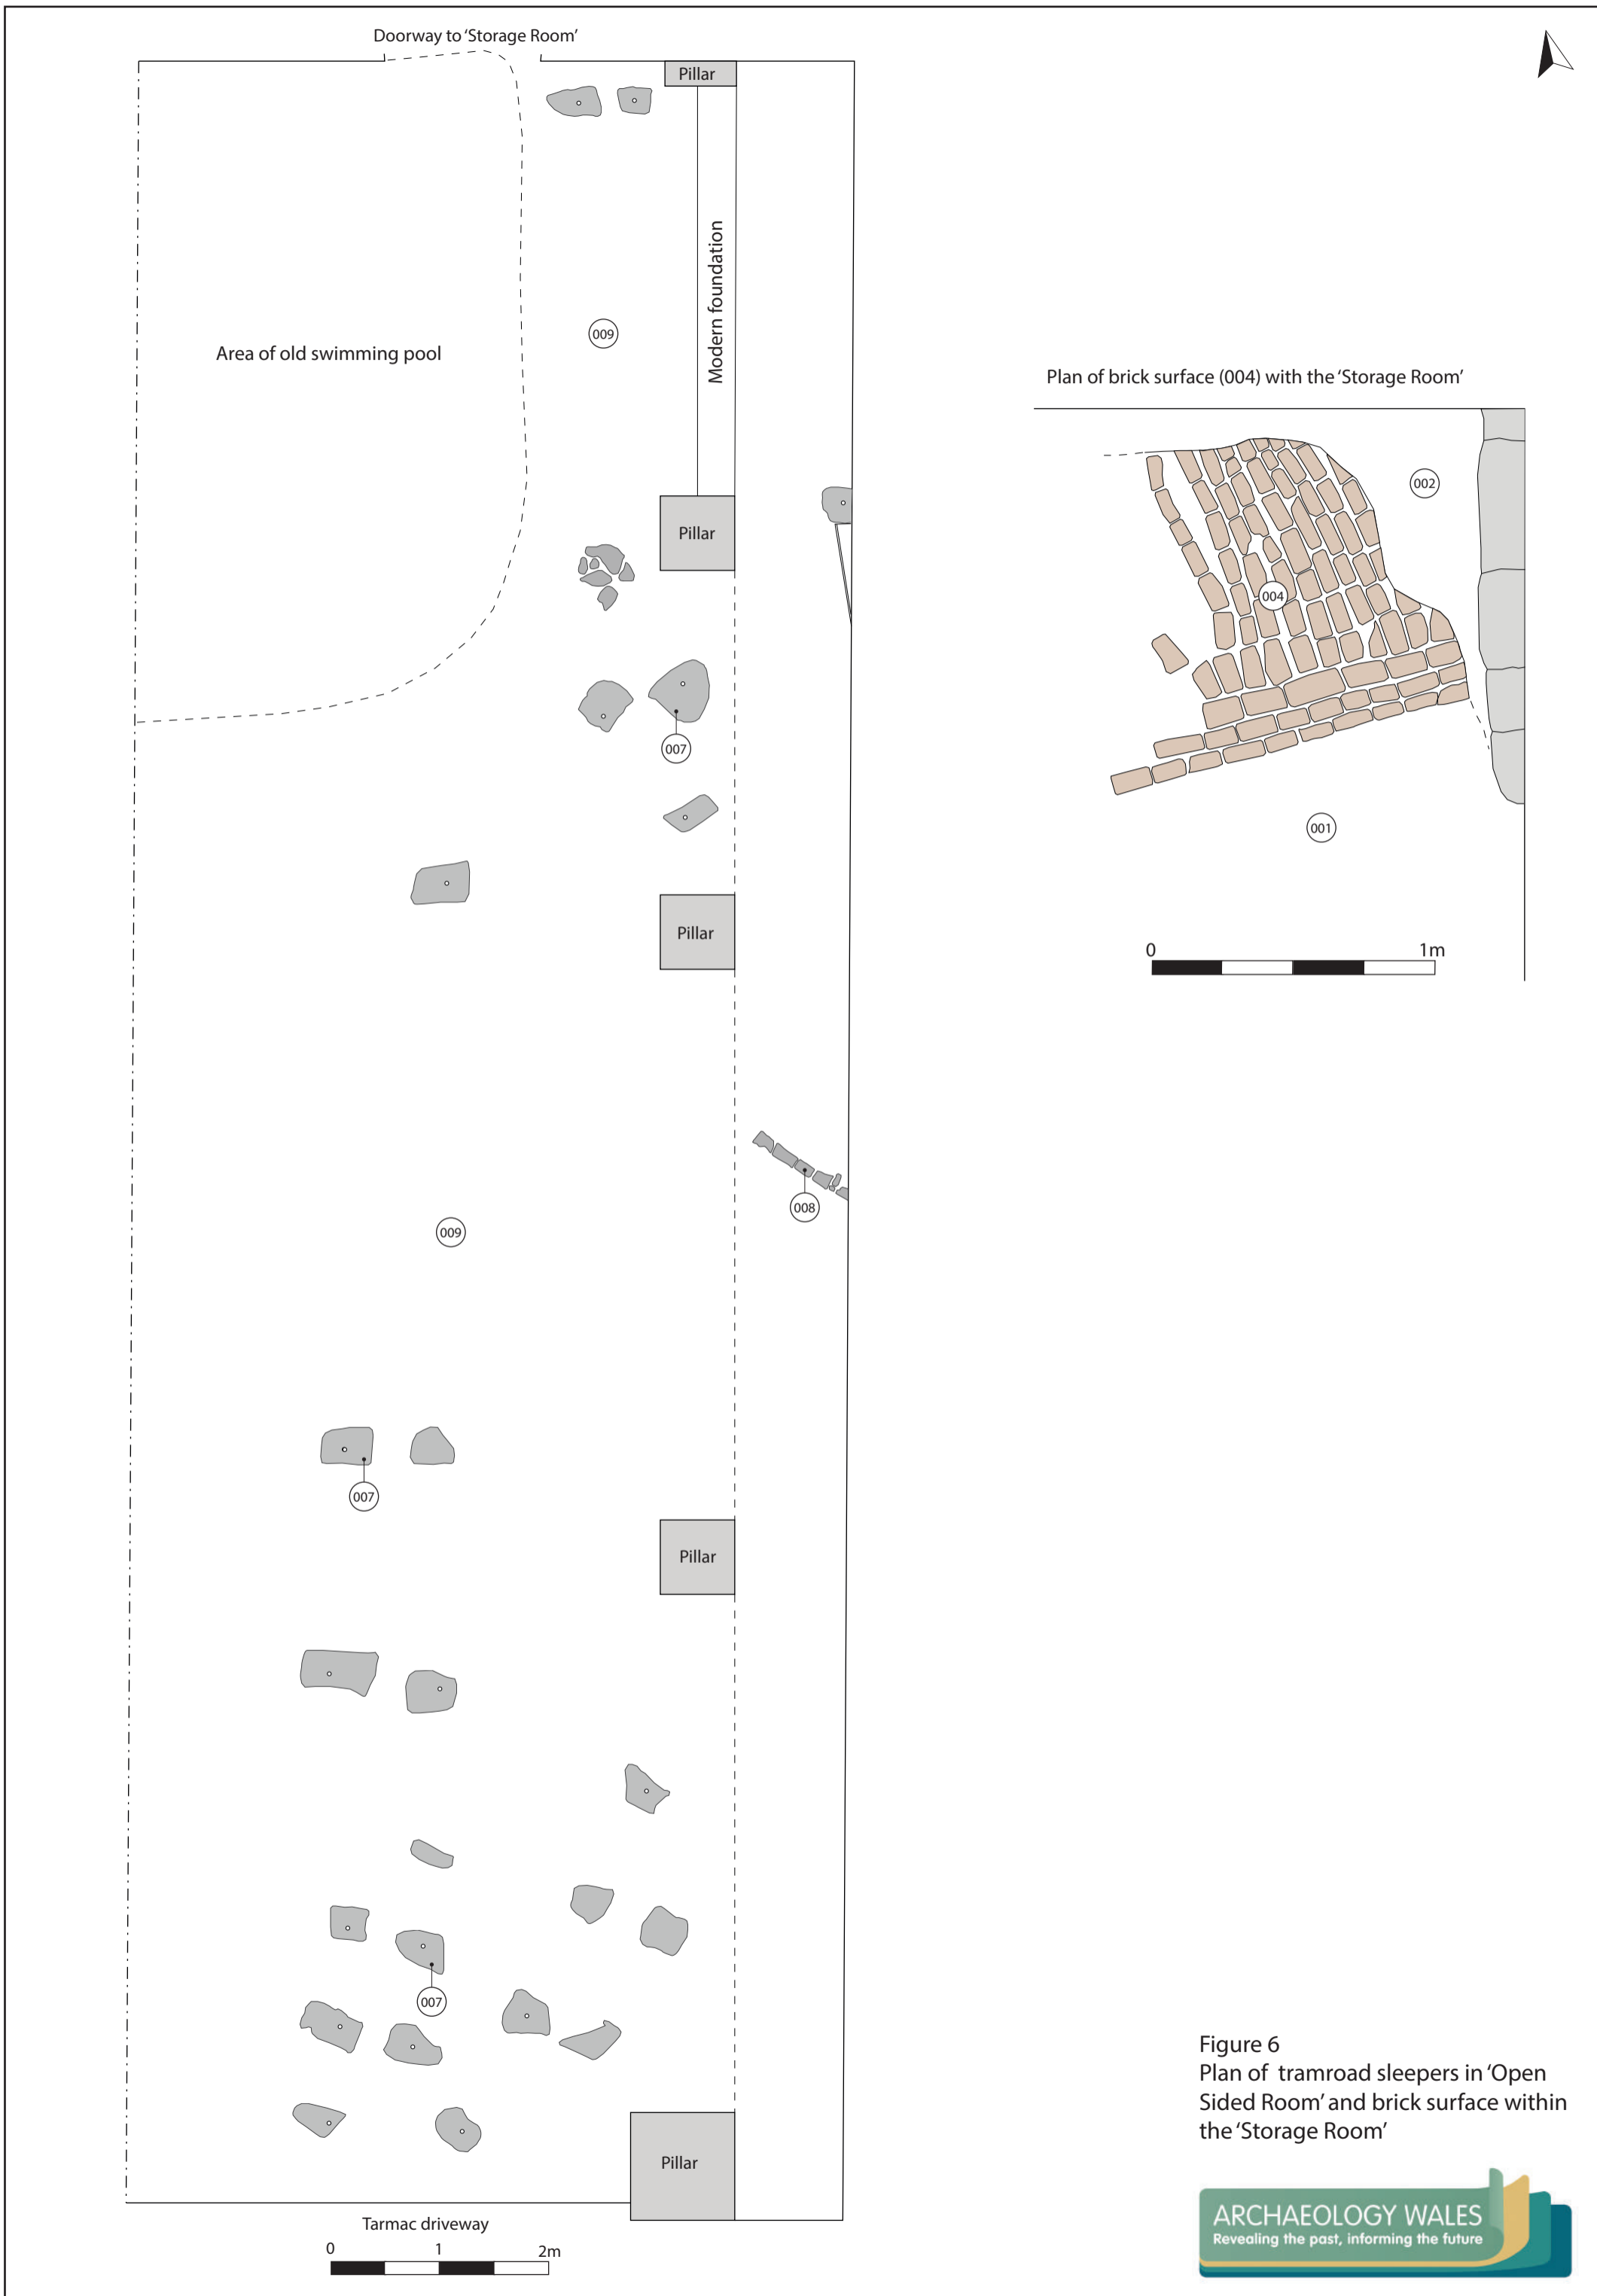 Doorway to ‘Storage Room’
Pillar
Modern foundation
009
Area of old swimming pool
Pillar
007
Pillar
008
009
007
Pillar
007
Pillar
Tarmac driveway
0 1 2m
Plan of brick surface (004) with the ‘Storage Room’
002
004
001
0 1m
Figure 6
Plan of tramroad sleepers in ‘Open
Sided Room’ and brick surface within
the ‘Storage Room’
ARCHAEOLOGY WALES
Revealing the past, informing the future